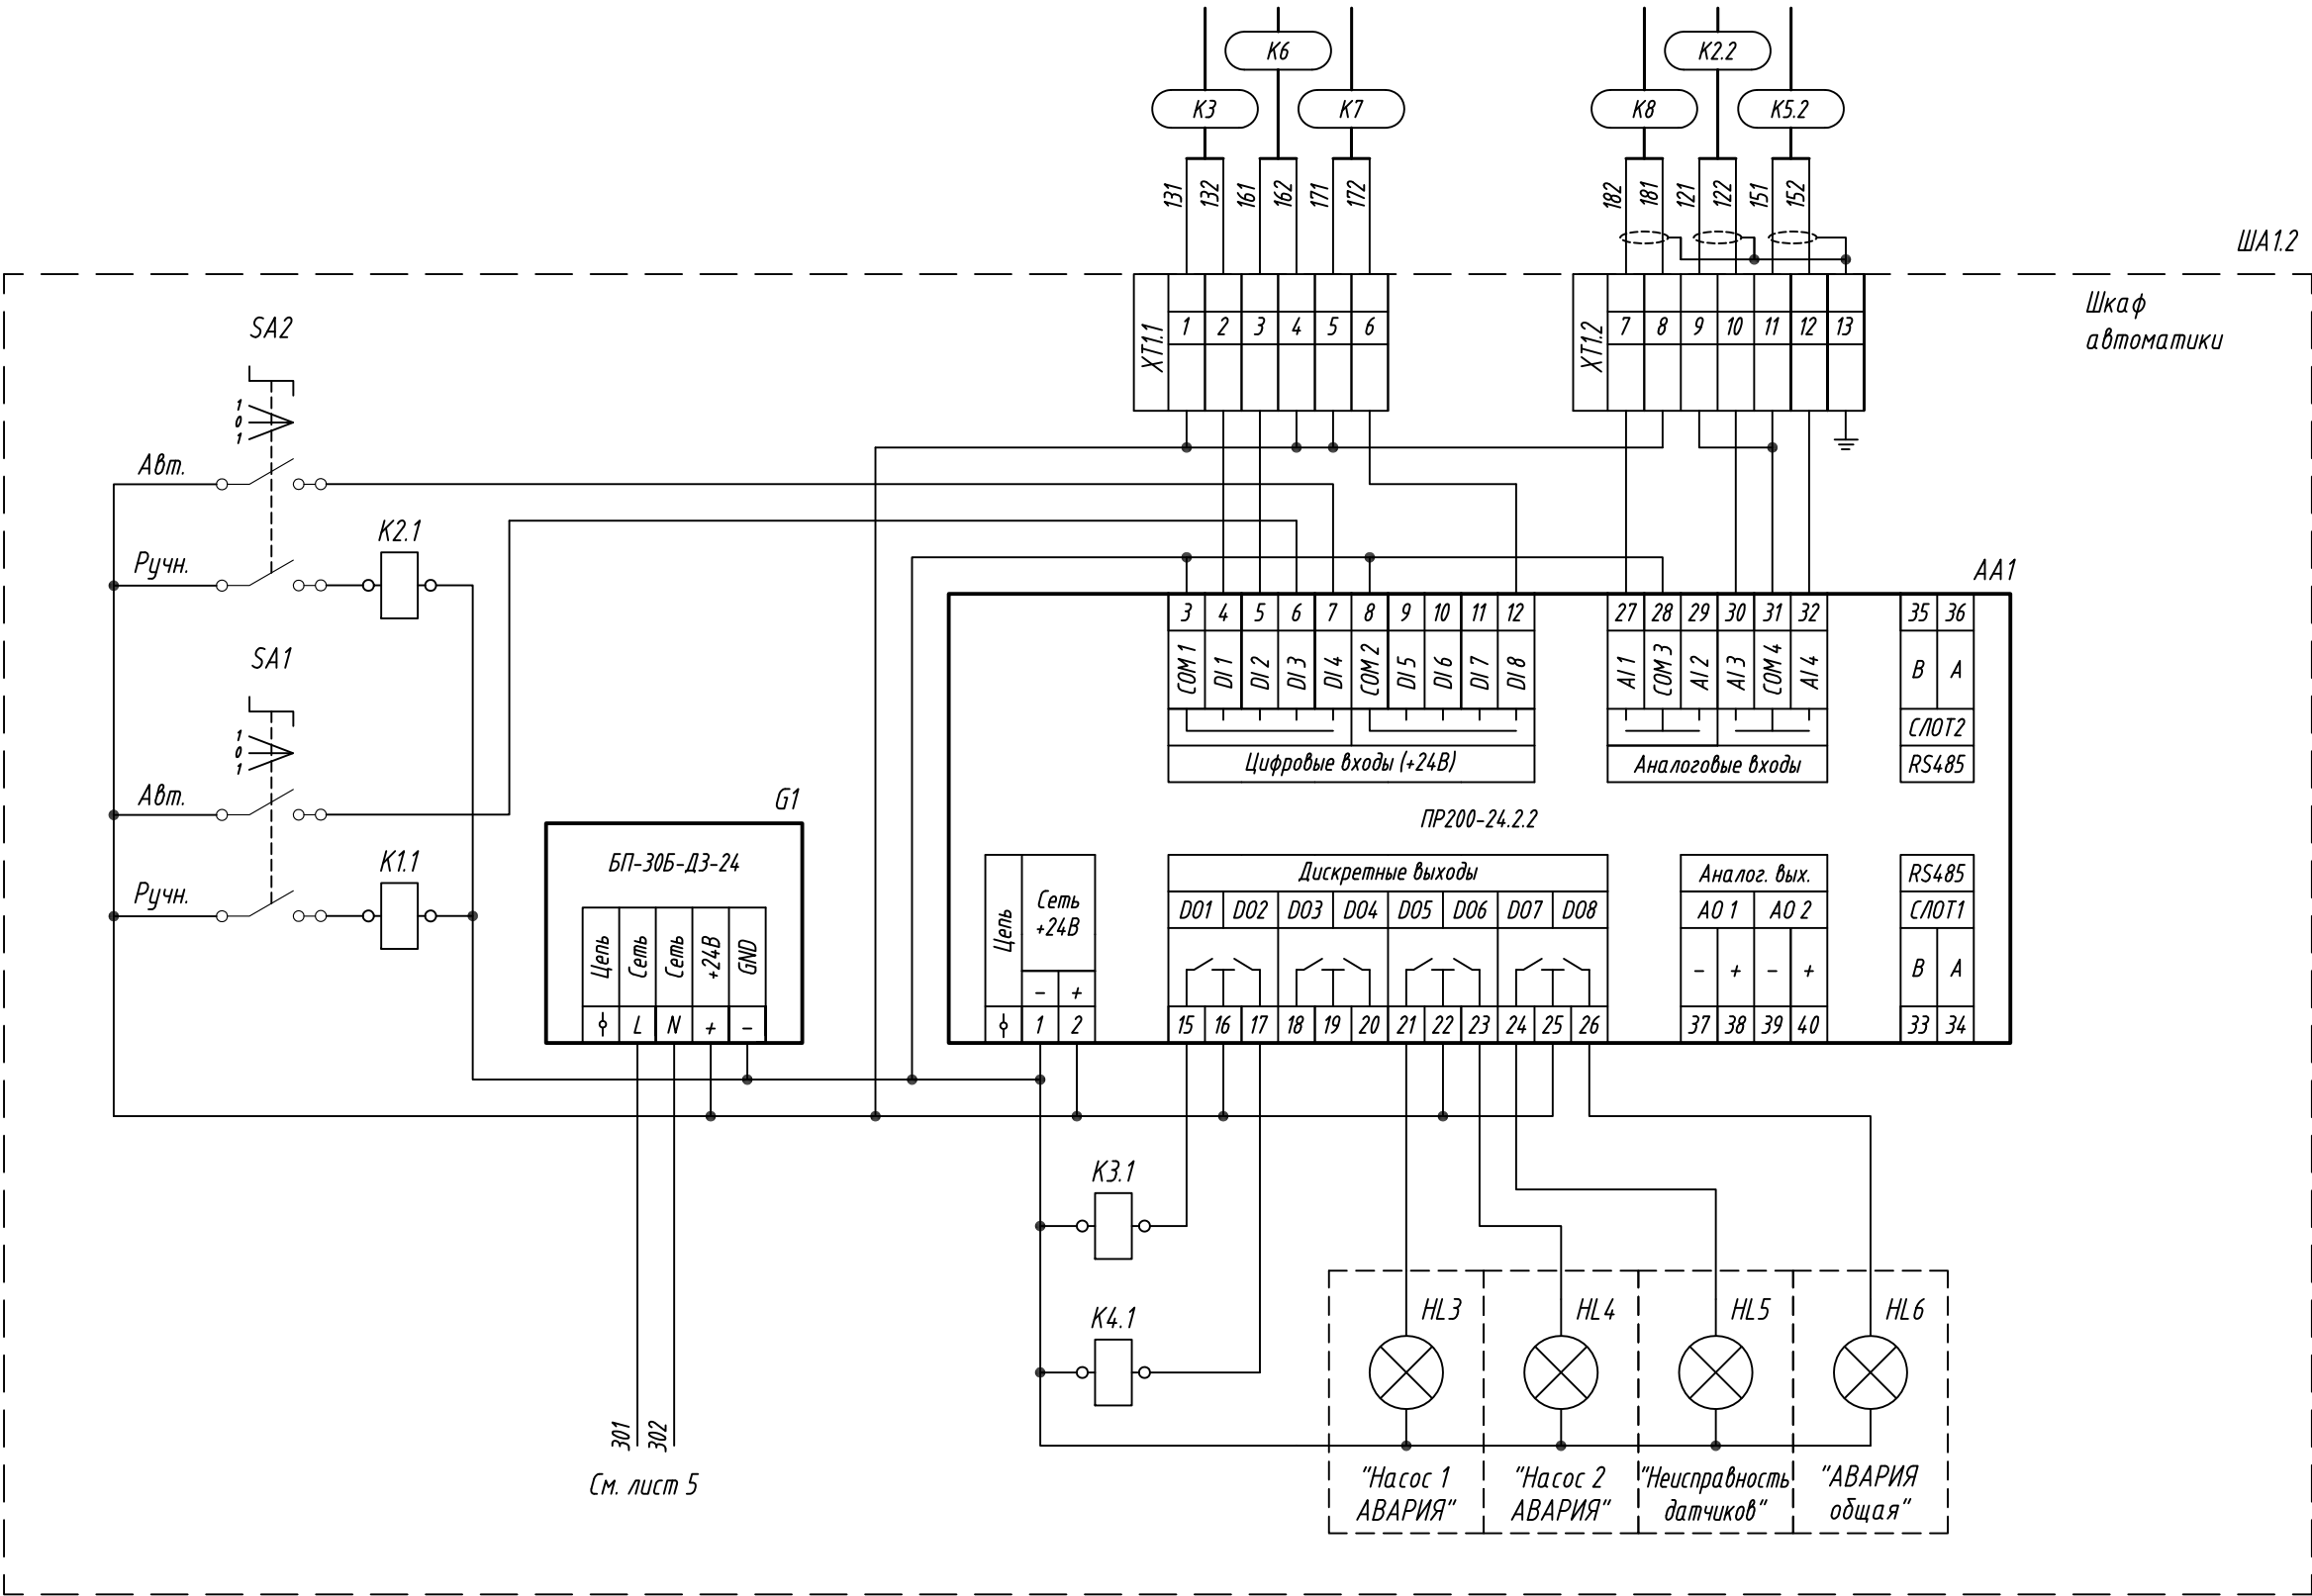 К6
К2.2
К3
К7
К8
К5.2
131
132
161
162
171
172
182
181
121
122
151
152
ША1.2
Шкаф
автоматики
XT1.1
1 2 3 4 5 6
XT1.2
7 8 9 10 11 12 13
SA2
1
0
1
Авт.
К2.1
Ручн.
SA1
1
0
1
Авт.
К1.1
Ручн.
G1
БП-30Б-Д3-24
Цепь
Сеть
Сеть
+24В
GND
L N + −
301
302
См. лист 5
AA1
3 4 5 6 7 8 9 10 11 12
COM 1
DI 1
DI 2
DI 3
DI 4
COM 2
DI 5
DI 6
DI 7
DI 8
Цифровые входы (+24В)
27 28 29 30 31 32
AI 1
COM 3
AI 2
AI 3
COM 4
AI 4
Аналоговые входы
35 36
B A
СЛОТ2
RS485
ПР200-24.2.2
Цепь
Сеть
+24В
− +
1 2
Дискретные выходы
DO1 DO2 DO3 DO4 DO5 DO6 DO7 DO8
15 16 17 18 19 20 21 22 23 24 25 26
Аналог. вых.
AO 1 AO 2
− + − +
37 38 39 40
RS485
СЛОТ1
B A
33 34
К3.1
К4.1
HL3
HL4
HL5
HL6
"Насос 1
АВАРИЯ"
"Насос 2
АВАРИЯ"
"Неисправность
датчиков"
"АВАРИЯ
общая"